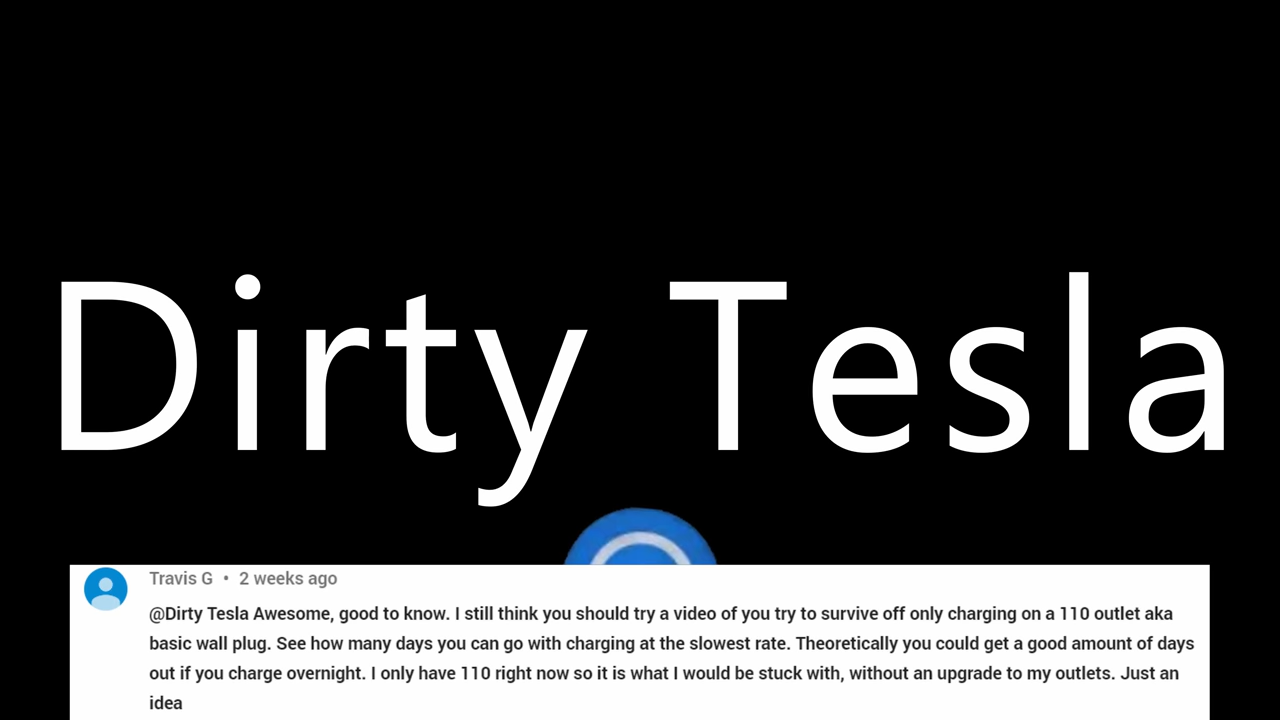 Dirty Tesla
Travis G • 2 weeks ago
@Dirty Tesla Awesome, good to know. I still think you should try a video of you try to survive off only charging on a 110 outlet aka
basic wall plug. See how many days you can go with charging at the slowest rate. Theoretically you could get a good amount of days
out if you charge overnight. I only have 110 right now so it is what I would be stuck with, without an upgrade to my outlets. Just an
idea